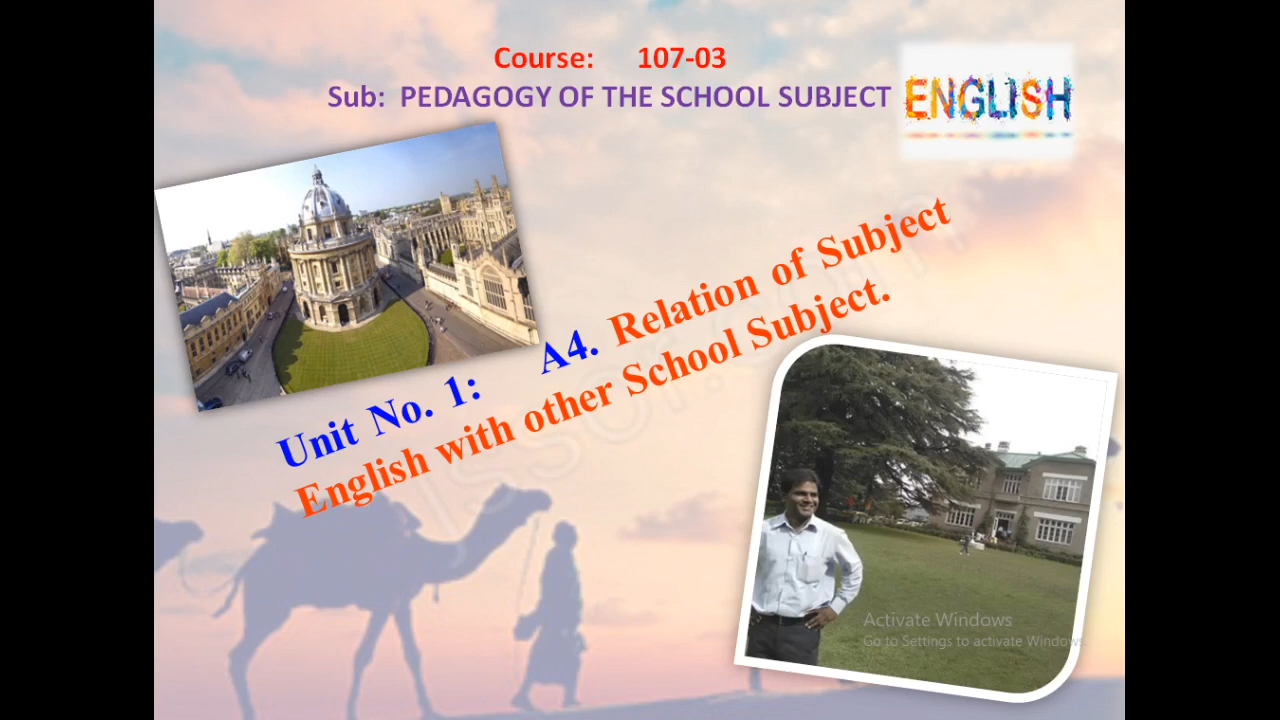 Course: 107-03
Sub: PEDAGOGY OF THE SCHOOL SUBJECT
ENGLISH
Unit No. 1: A4. Relation of Subject
English with other School Subject.
Activate Windows
Go to Settings to activate Windows.